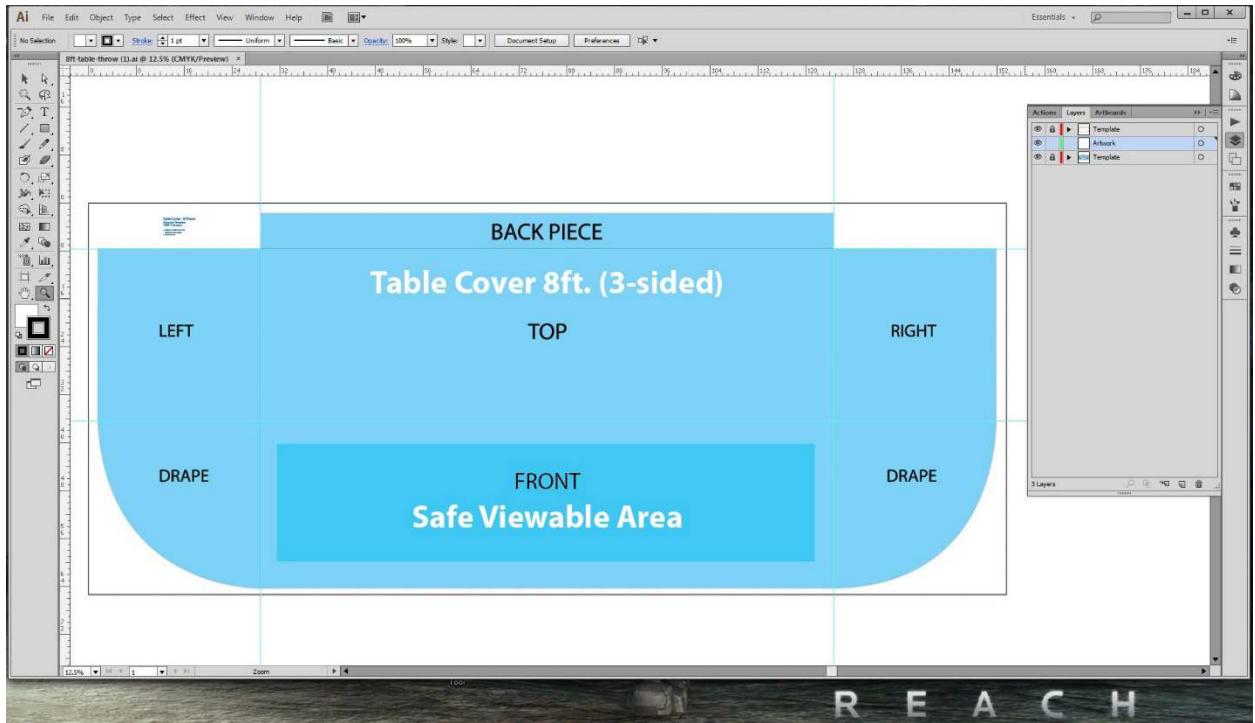 Ai File Edit Object Type Select Effect View Window Help Br
Essentials
No Selection Stroke: 1 pt Uniform Basic Opacity: 100% Style: Document Setup Preferences
8ft-table-throw (1).ai @ 12.5% (CMYK/Preview) ×
Actions Layers Artboards
Template
Artwork
Template
BACK PIECE
Table Cover 8ft. (3-sided)
LEFT TOP RIGHT
DRAPE FRONT DRAPE
Safe Viewable Area
3 Layers
12.5% 1 Zoom
Tool
REACH